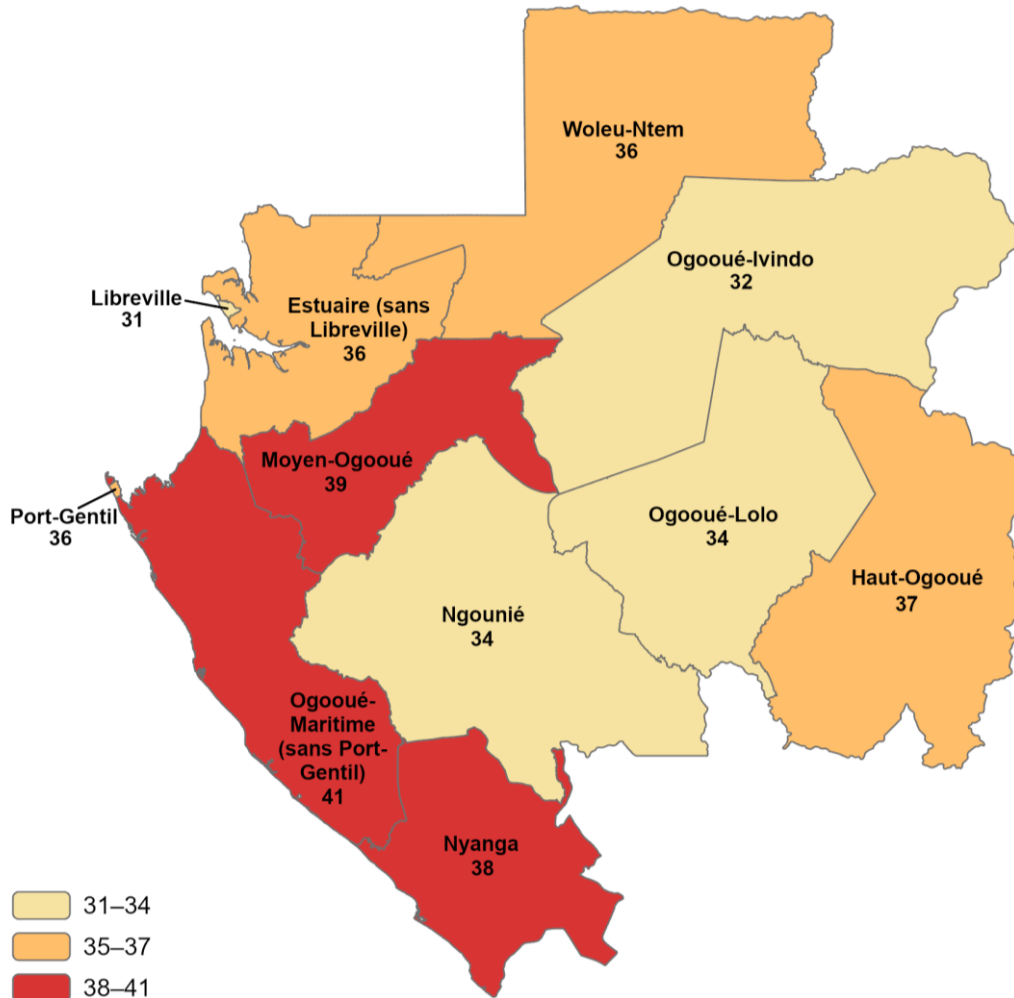 Woleu-Ntem
36
Ogooué-Ivindo
32
Libreville
31
Estuaire (sans
Libreville)
36
Moyen-Ogooué
39
Port-Gentil
36
Ogooué-Lolo
34
Haut-Ogooué
37
Ngounié
34
Ogooué-
Maritime
(sans Port-
Gentil)
41
Nyanga
38
31–34
35–37
38–41